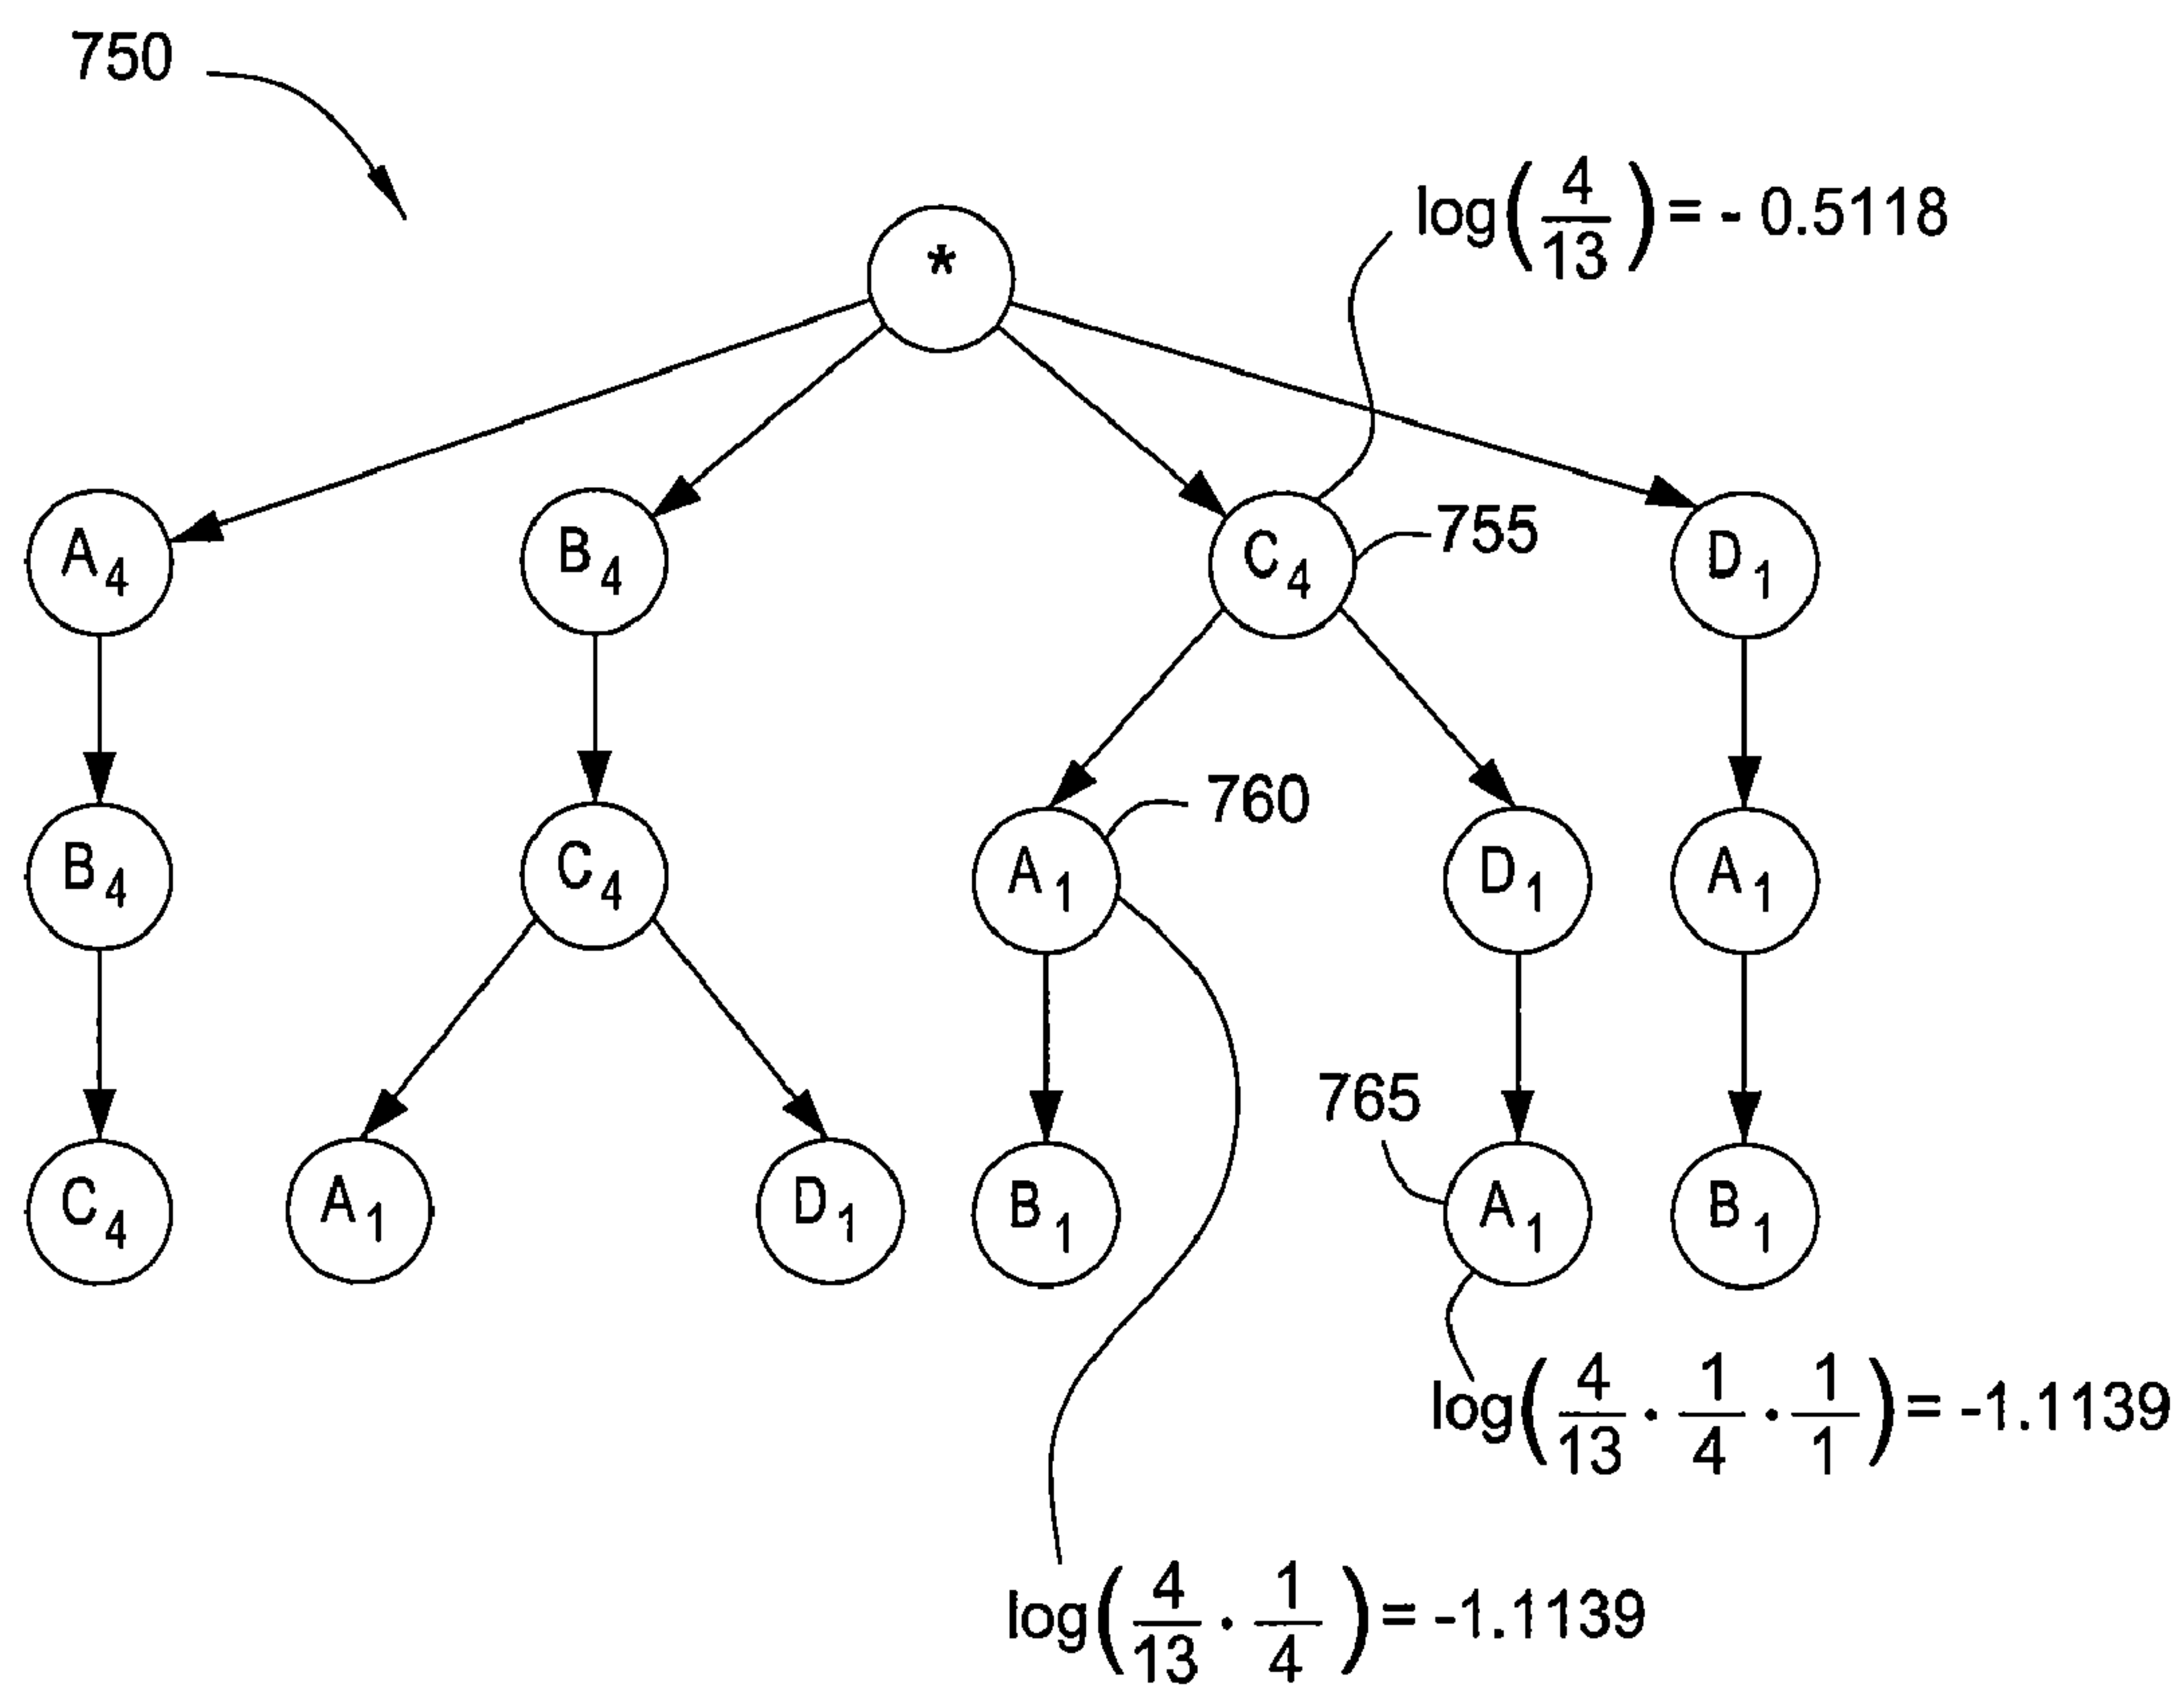 750
log(4/13) = - 0.5118
*
A4 B4 C4 755 D1
760
B4 C4 A1 D1 A1
765
C4 A1 D1 B1 A1 B1
log(4/13 · 1/4 · 1/1) = -1.1139
log(4/13 · 1/4) = -1.1139